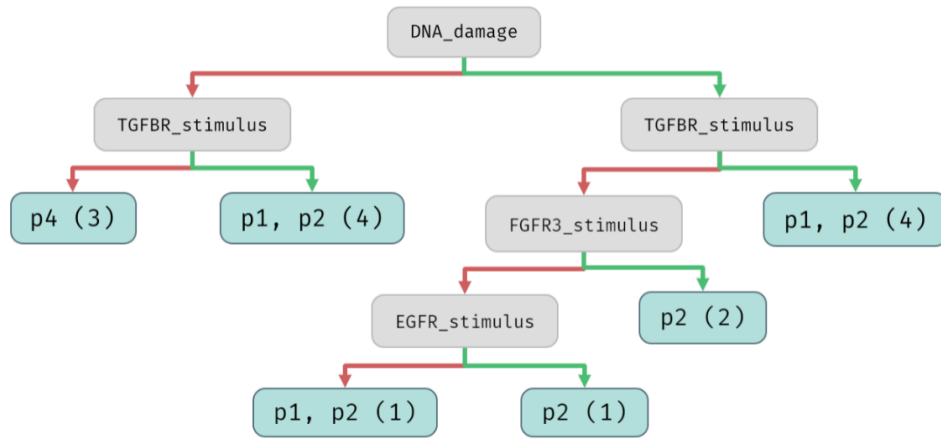 DNA_damage
TGFBR_stimulus
TGFBR_stimulus
p4 (3)
p1, p2 (4)
FGFR3_stimulus
p1, p2 (4)
EGFR_stimulus
p2 (2)
p1, p2 (1)
p2 (1)